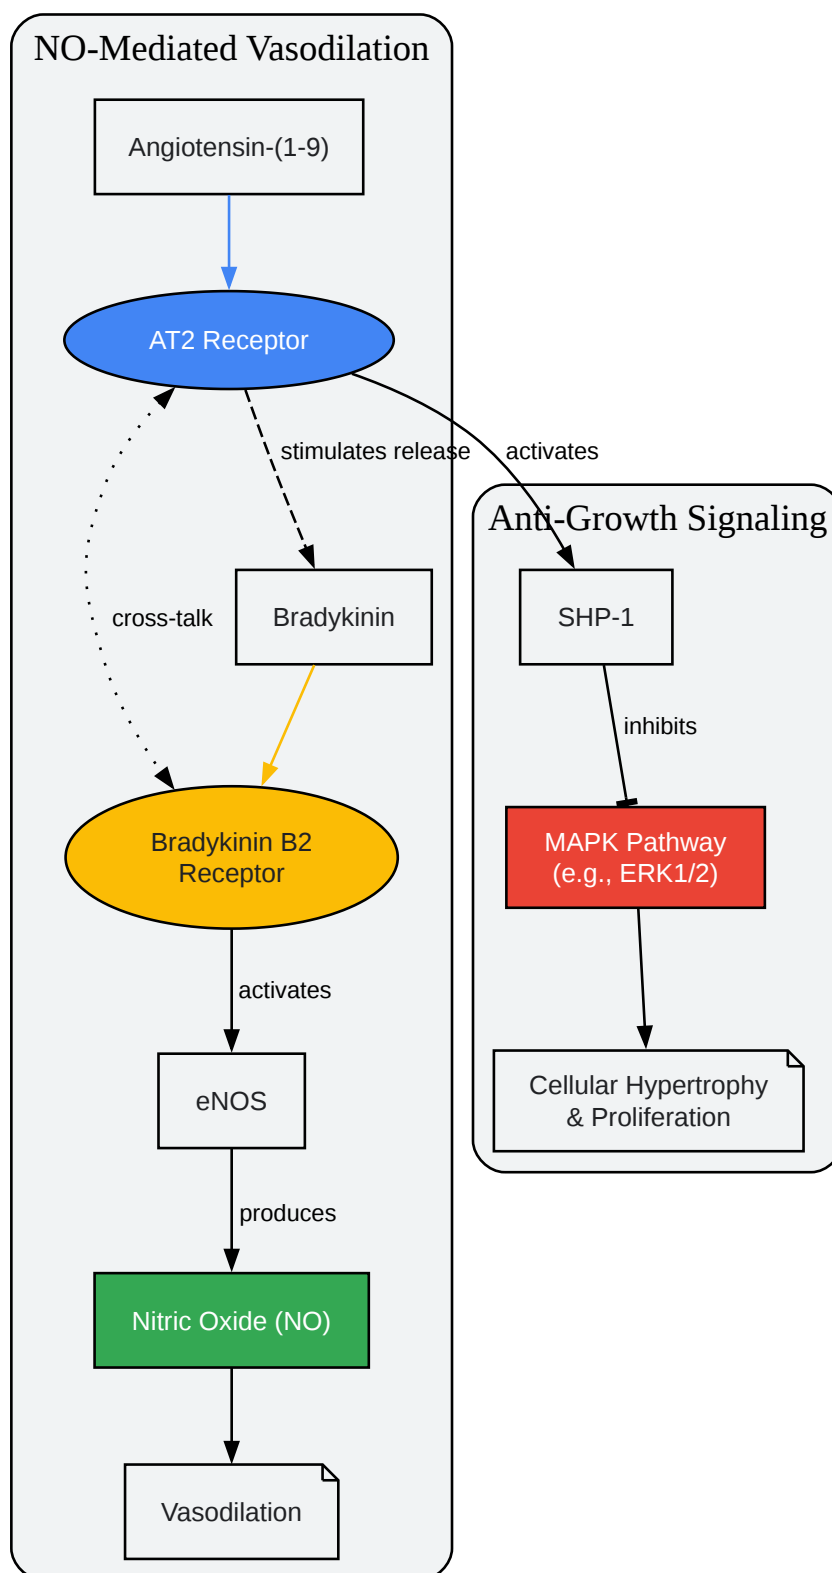 NO-Mediated Vasodilation
Angiotensin-(1-9)
AT2 Receptor
stimulates release
activates
Anti-Growth Signaling
cross-talk
Bradykinin
SHP-1
inhibits
Bradykinin B2
Receptor
MAPK Pathway
(e.g., ERK1/2)
activates
eNOS
Cellular Hypertrophy
& Proliferation
produces
Nitric Oxide (NO)
Vasodilation